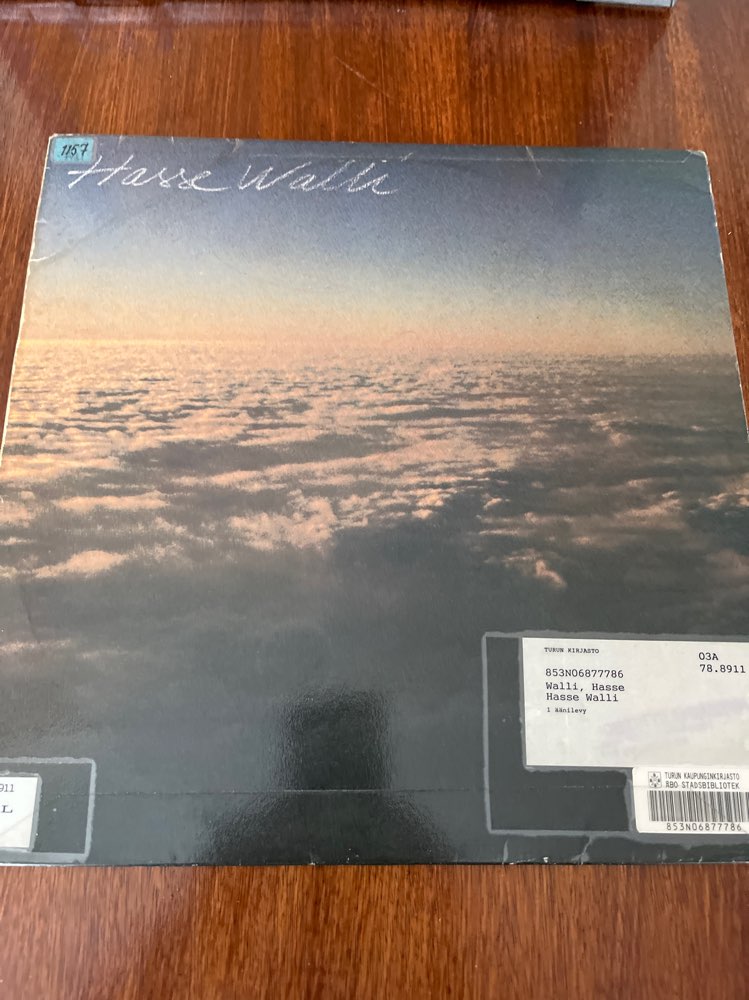 1157
Hasse Walli
TURUN KIRJASTO
03A
853N06877786
78.8911
Walli, Hasse
Hasse Walli
1 äänilevy
911
L
TURUN KAUPUNGINKIRJASTO
ÅBO STADSBIBLIOTEK
853N06877786